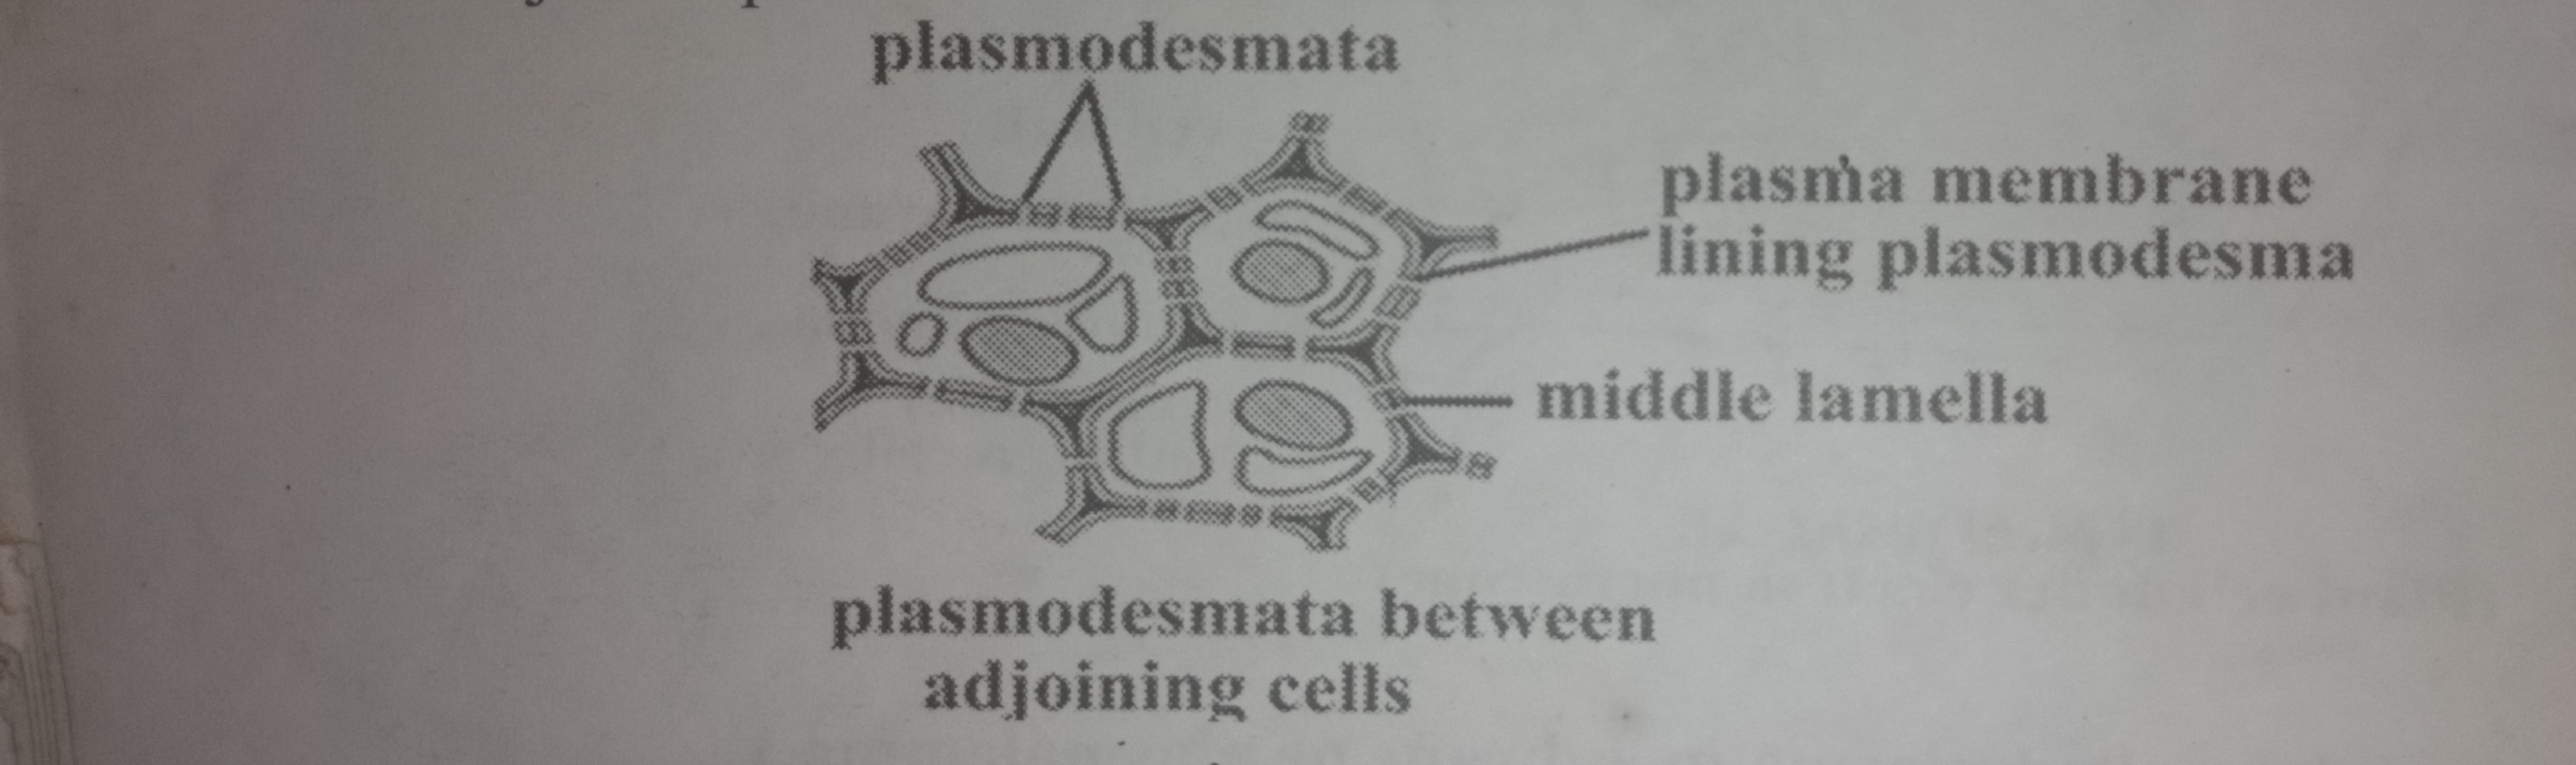 plasmodesmata
plasma membrane
lining plasmodesma
middle lamella
plasmodesmata between
adjoining cells